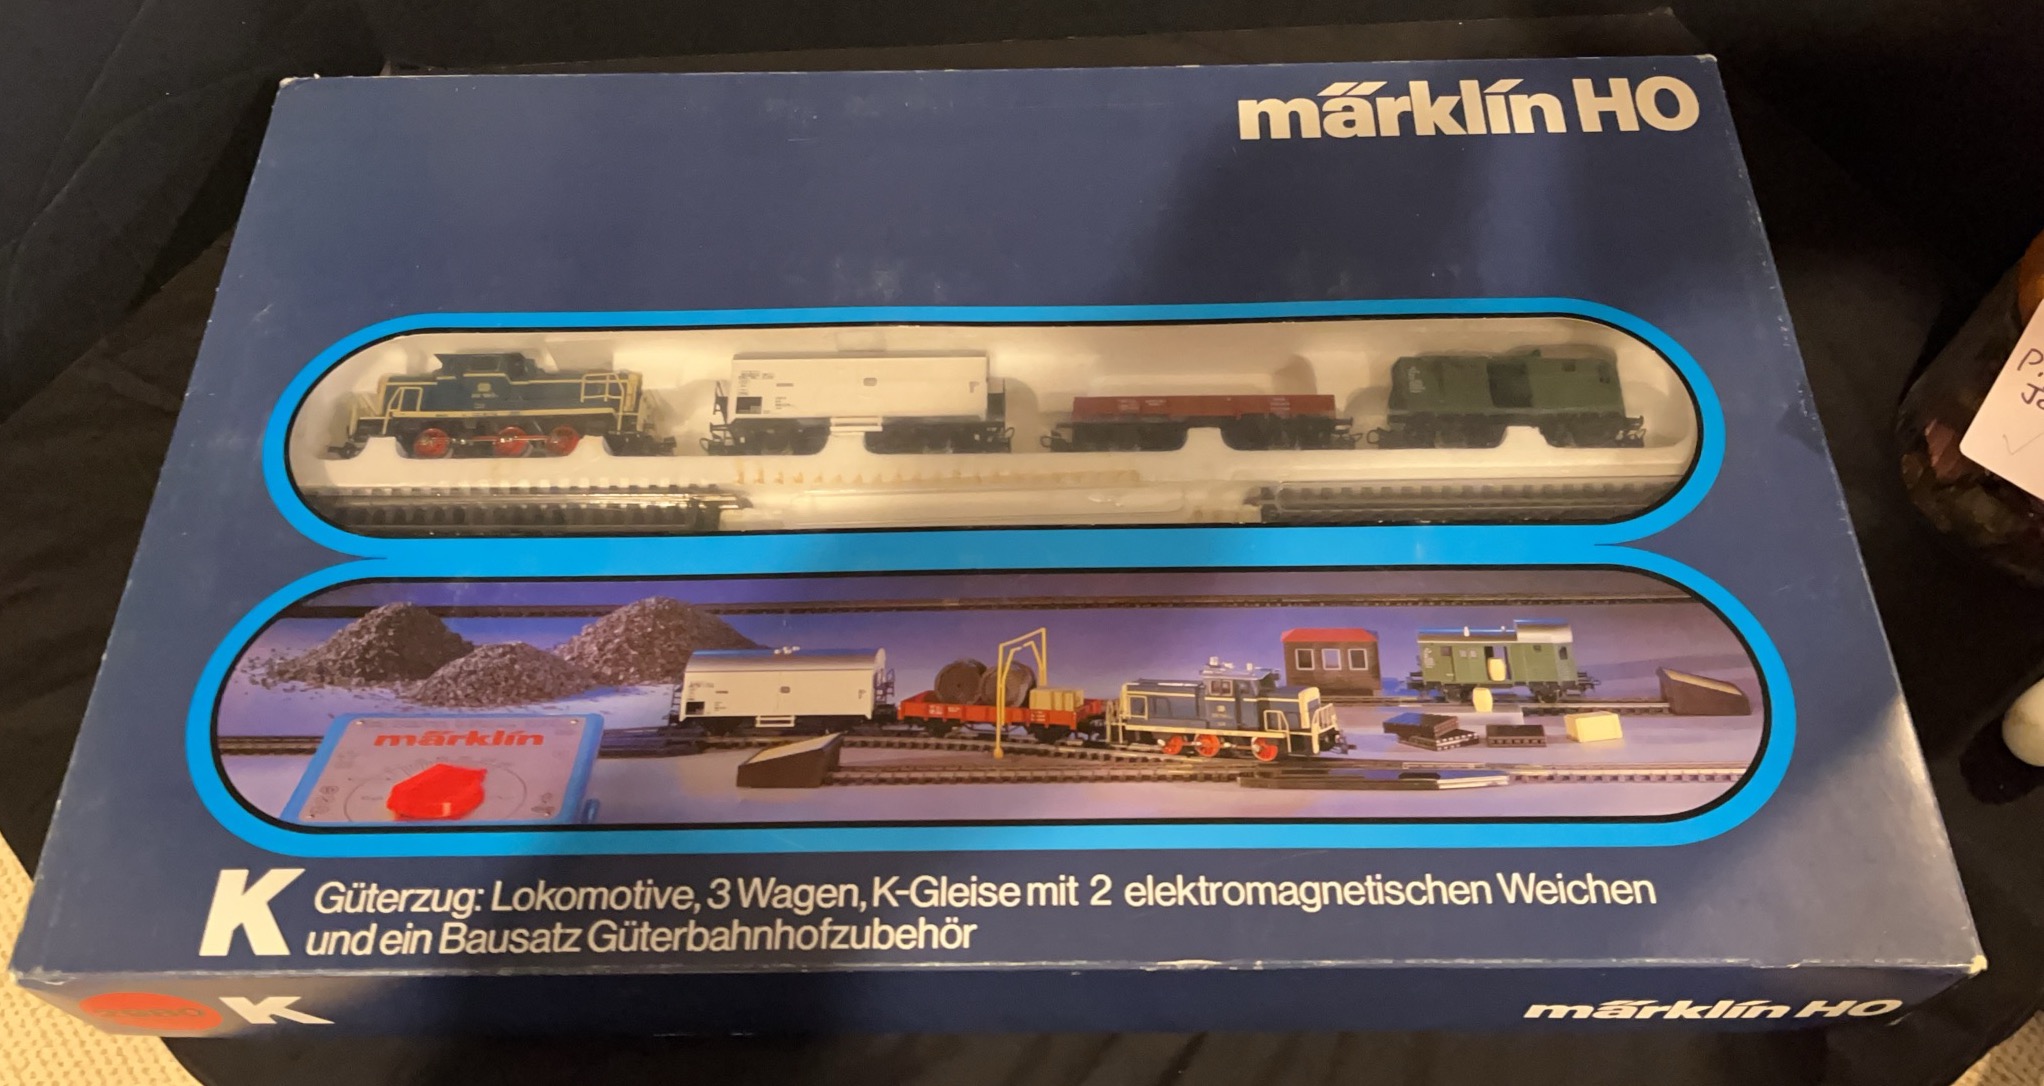 märklin HO
märklin
K
Güterzug: Lokomotive, 3 Wagen, K-Gleise mit 2 elektromagnetischen Weichen
und ein Bausatz Güterbahnhofzubehör
K
märklin HO